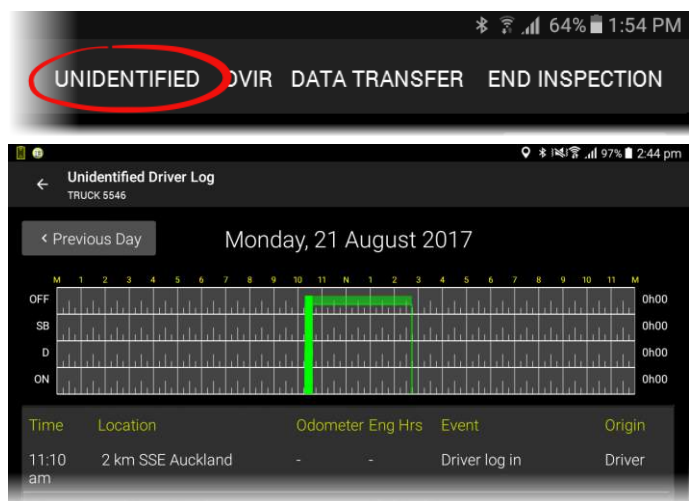 64% 1:54 PM
UNIDENTIFIED DVIR DATA TRANSFER END INSPECTION
97% 2:44 pm
Unidentified Driver Log
TRUCK 5546
< Previous Day Monday, 21 August 2017
M 1 2 3 4 5 6 7 8 9 10 11 N 1 2 3 4 5 6 7 8 9 10 11 M
OFF 0h00
SB 0h00
D 0h00
ON 0h00
Time Location Odometer Eng Hrs Event Origin
11:10 2 km SSE Auckland - - Driver log in Driver
am